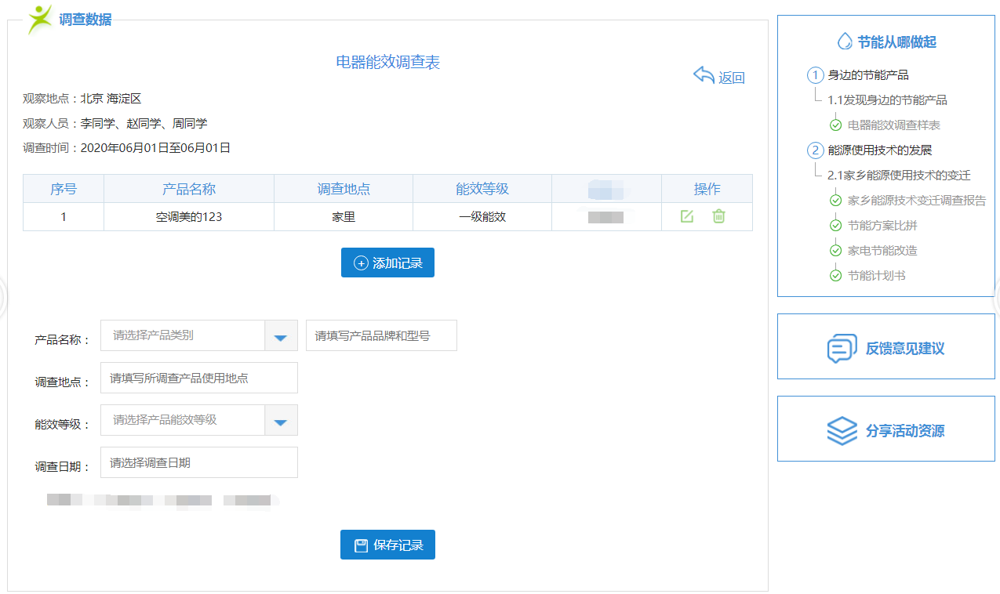 调查数据
电器能效调查表
返回
观察地点：北京 海淀区
观察人员：李同学、赵同学、周同学
调查时间：2020年06月01日至06月01日
序号 产品名称 调查地点 能效等级 操作
1 空调美的123 家里 一级能效
添加记录
产品名称： 请选择产品类别 请填写产品品牌和型号
调查地点： 请填写所调查产品使用地点
能效等级： 请选择产品能效等级
调查日期： 请选择调查日期
保存记录
节能从哪做起
1 身边的节能产品
1.1发现身边的节能产品
电器能效调查样表
2 能源使用技术的发展
2.1家乡能源使用技术的变迁
家乡能源技术变迁调查报告
节能方案比拼
家电节能改造
节能计划书
反馈意见建议
分享活动资源